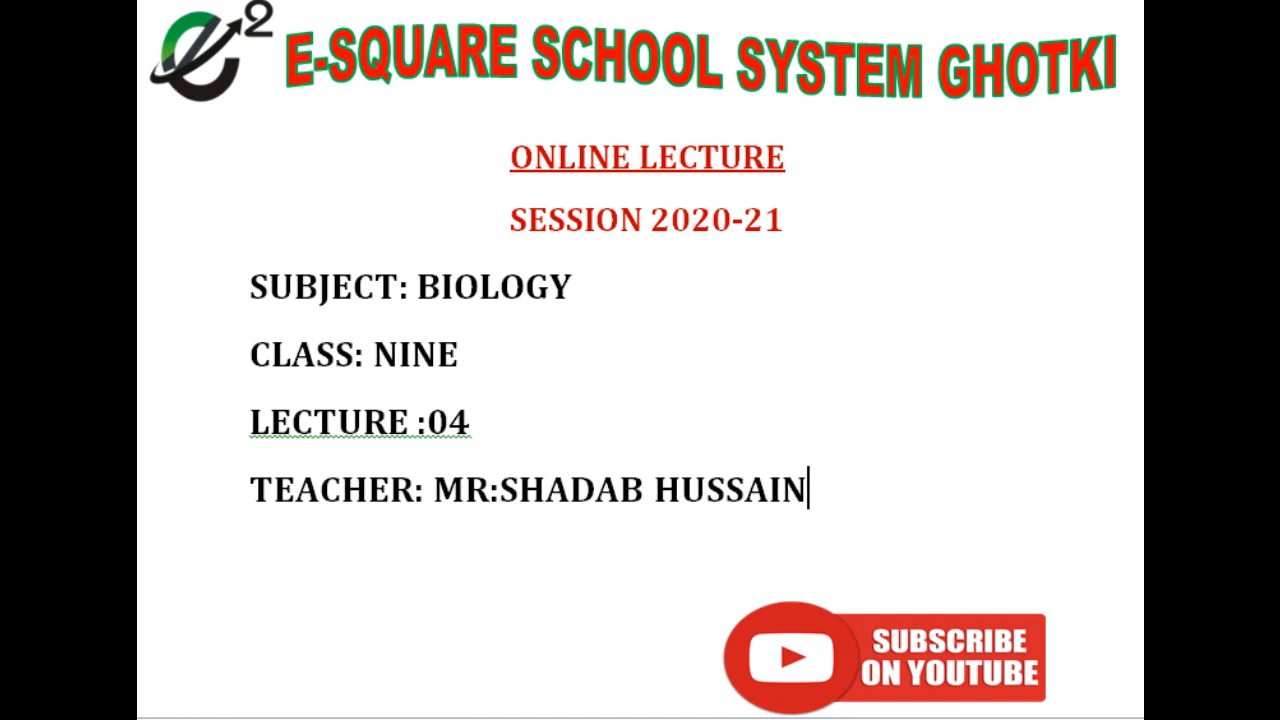 e2
E-SQUARE SCHOOL SYSTEM GHOTKI
ONLINE LECTURE
SESSION 2020-21
SUBJECT: BIOLOGY
CLASS: NINE
LECTURE :04
TEACHER: MR:SHADAB HUSSAIN
SUBSCRIBE
ON YOUTUBE